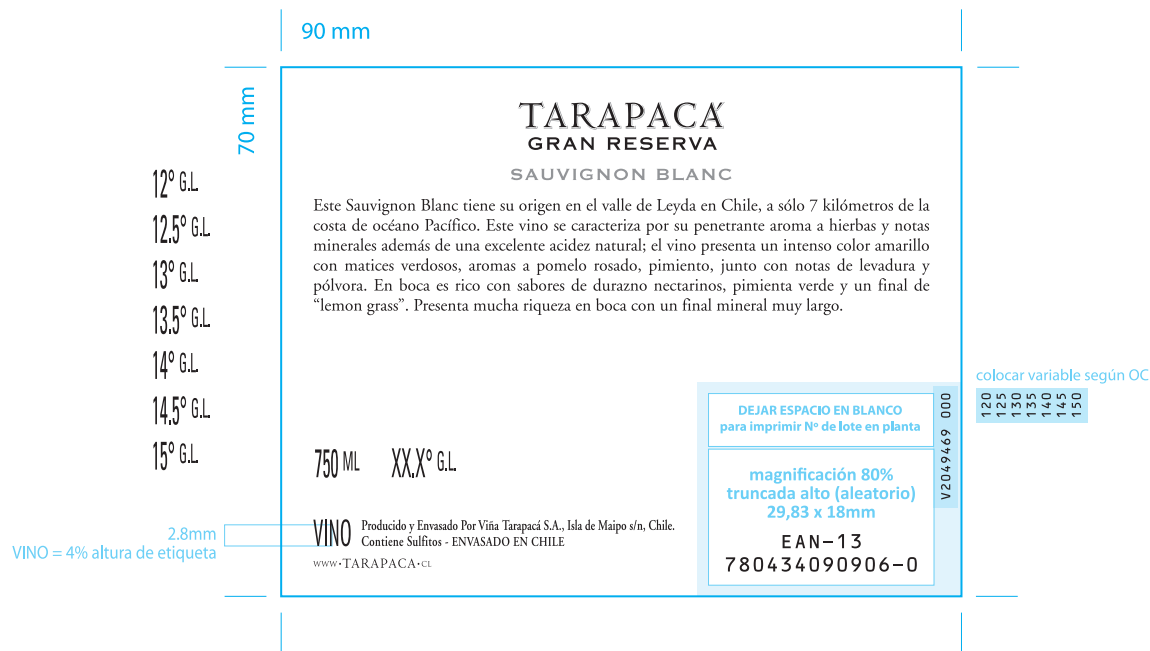 90 mm
70 mm
TARAPACÁ
GRAN RESERVA
SAUVIGNON BLANC
Este Sauvignon Blanc tiene su origen en el valle de Leyda en Chile, a sólo 7 kilómetros de la
costa de océano Pacífico. Este vino se caracteriza por su penetrante aroma a hierbas y notas
minerales además de una excelente acidez natural; el vino presenta un intenso color amarillo
con matices verdosos, aromas a pomelo rosado, pimiento, junto con notas de levadura y
pólvora. En boca es rico con sabores de durazno nectarinos, pimienta verde y un final de
“lemon grass”. Presenta mucha riqueza en boca con un final mineral muy largo.
12° G.L.
12.5° G.L.
13° G.L.
13.5° G.L.
14° G.L.
14.5° G.L.
15° G.L.
750 ML XX.X° G.L.
2.8mm
VINO = 4% altura de etiqueta
VINO
Producido y Envasado Por Viña Tarapacá S.A., Isla de Maipo s/n, Chile.
Contiene Sulfitos - ENVASADO EN CHILE
WWW·TARAPACA·CL
DEJAR ESPACIO EN BLANCO
para imprimir Nº de lote en planta
magnificación 80%
truncada alto (aleatorio)
29,83 x 18mm
EAN-13
780434090906-0
V2049469 000
colocar variable según OC
120
125
130
135
140
145
150